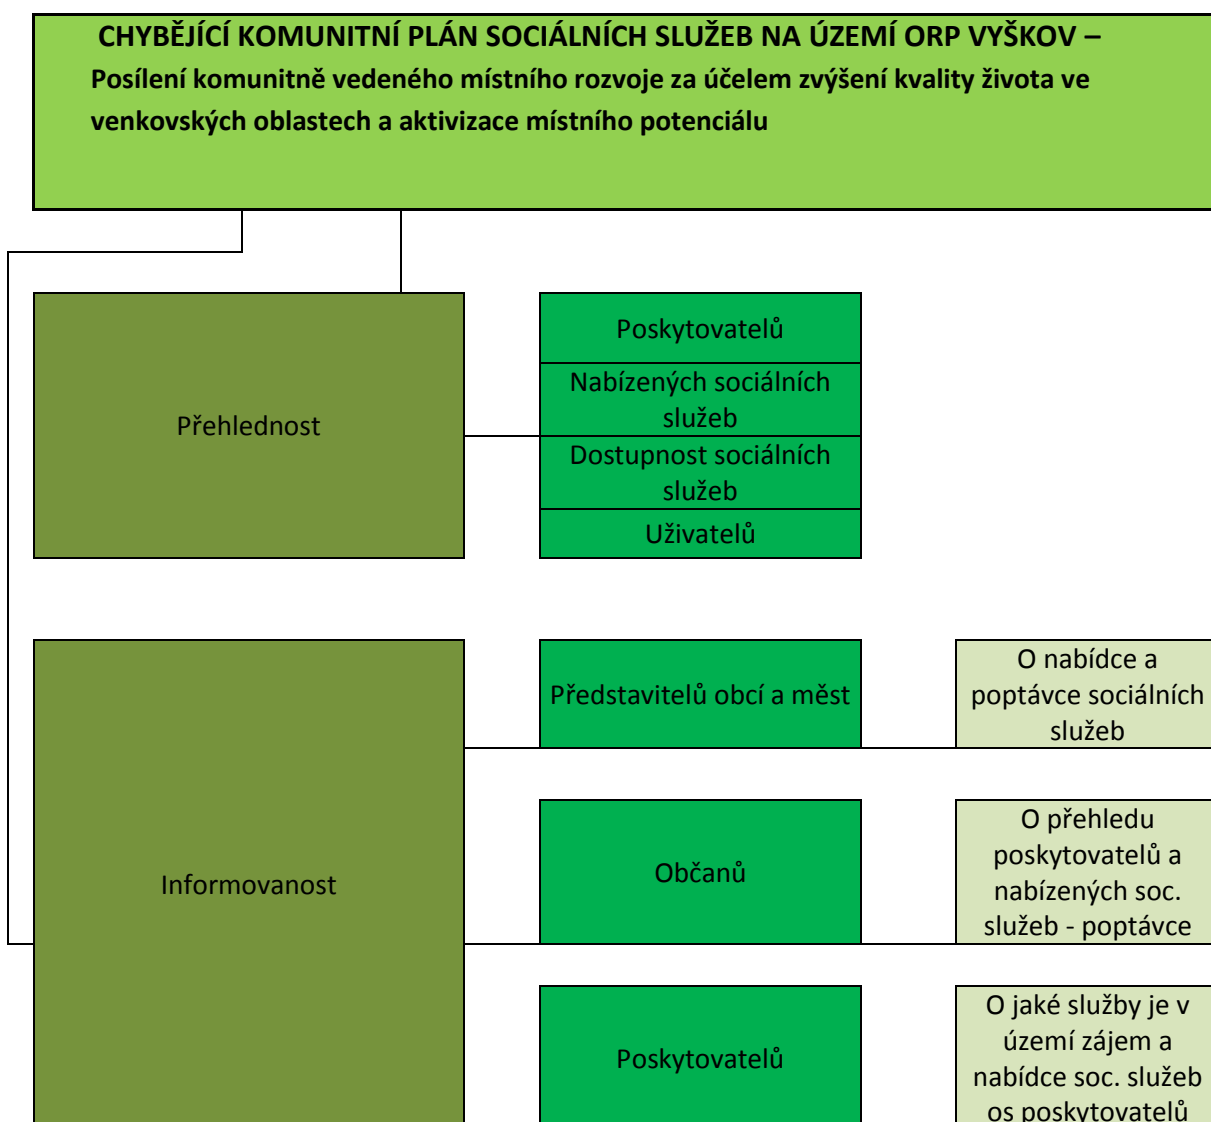 CHYBĚJÍCÍ KOMUNITNÍ PLÁN SOCIÁLNÍCH SLUŽEB NA ÚZEMÍ ORP VYŠKOV –
Posílení komunitně vedeného místního rozvoje za účelem zvýšení kvality života ve
venkovských oblastech a aktivizace místního potenciálu
Přehlednost
Poskytovatelů
Nabízených sociálních
služeb
Dostupnost sociálních
služeb
Uživatelů
Informovanost
Představitelů obcí a měst
O nabídce a
poptávce sociálních
služeb
Občanů
O přehledu
poskytovatelů a
nabízených soc.
služeb - poptávce
Poskytovatelů
O jaké služby je v
území zájem a
nabídce soc. služeb
os poskytovatelů